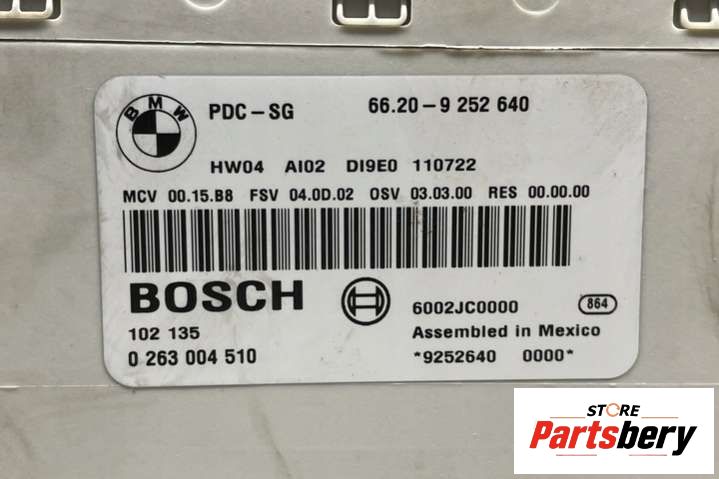 BMW
PDC-SG 66.20-9 252 640
HW04 AI02 DI9E0 110722
MCV 00.15.B8 FSV 04.0D.02 OSV 03.03.00 RES 00.00.00
BOSCH
6002JC0000 864
102 135 Assembled in Mexico
0 263 004 510 *9252640 0000*
STORE
Partsbery